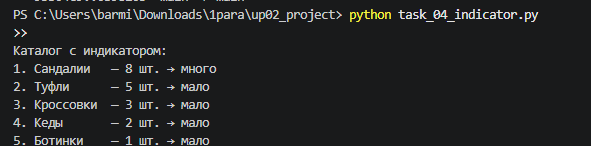 PS C:\Users\barmi\Downloads\1para\up02_project> python task_04_indicator.py
>>
Каталог с индикатором:
1. Сандалии — 8 шт. → много
2. Туфли — 5 шт. → мало
3. Кроссовки — 3 шт. → мало
4. Кеды — 2 шт. → мало
5. Ботинки — 1 шт. → мало